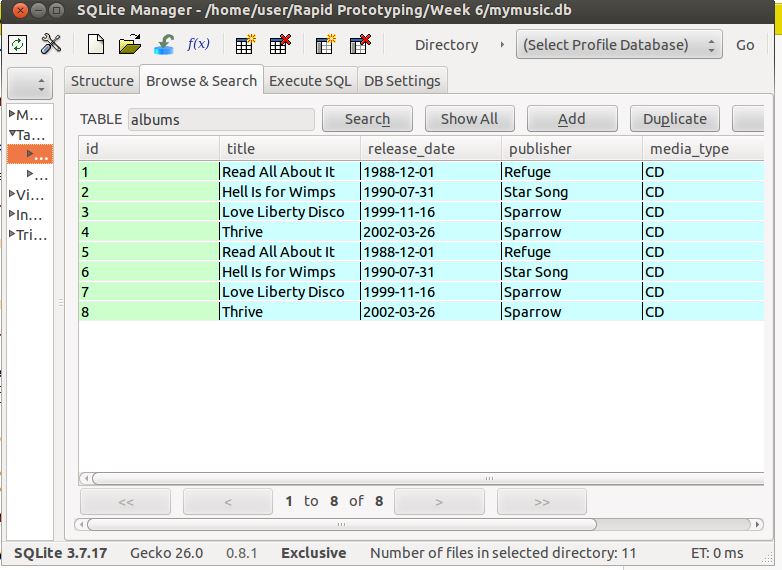 SQLite Manager - /home/user/Rapid Prototyping/Week 6/mymusic.db
f(x) Directory (Select Profile Database) Go
Structure Browse & Search Execute SQL DB Settings
M...
Ta...
...
...
Vi...
In...
Tri...
TABLE albums Search Show All Add Duplicate
id title release_date publisher media_type
1 Read All About It 1988-12-01 Refuge CD
2 Hell Is for Wimps 1990-07-31 Star Song CD
3 Love Liberty Disco 1999-11-16 Sparrow CD
4 Thrive 2002-03-26 Sparrow CD
5 Read All About It 1988-12-01 Refuge CD
6 Hell Is for Wimps 1990-07-31 Star Song CD
7 Love Liberty Disco 1999-11-16 Sparrow CD
8 Thrive 2002-03-26 Sparrow CD
<< < 1 to 8 of 8 > >>
SQLite 3.7.17 Gecko 26.0 0.8.1 Exclusive Number of files in selected directory: 11 ET: 0 ms